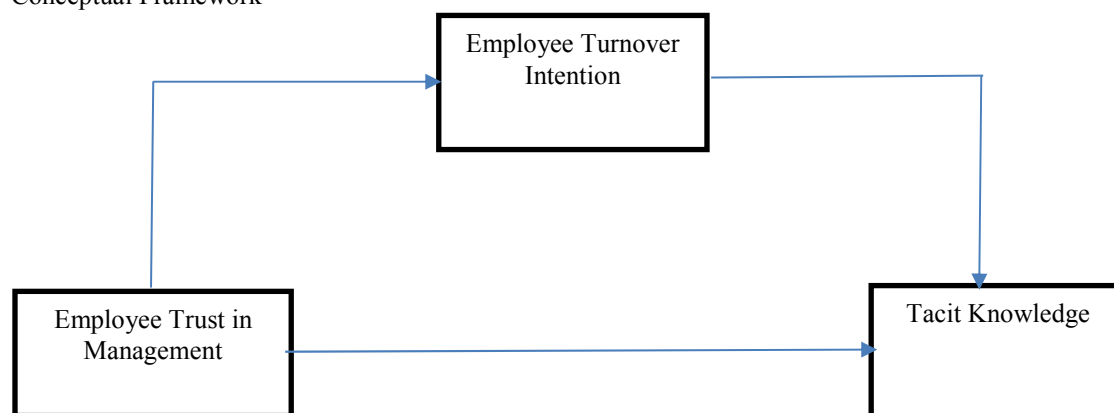 Conceptual Framework
Employee Turnover
Intention
Employee Trust in
Management
Tacit Knowledge